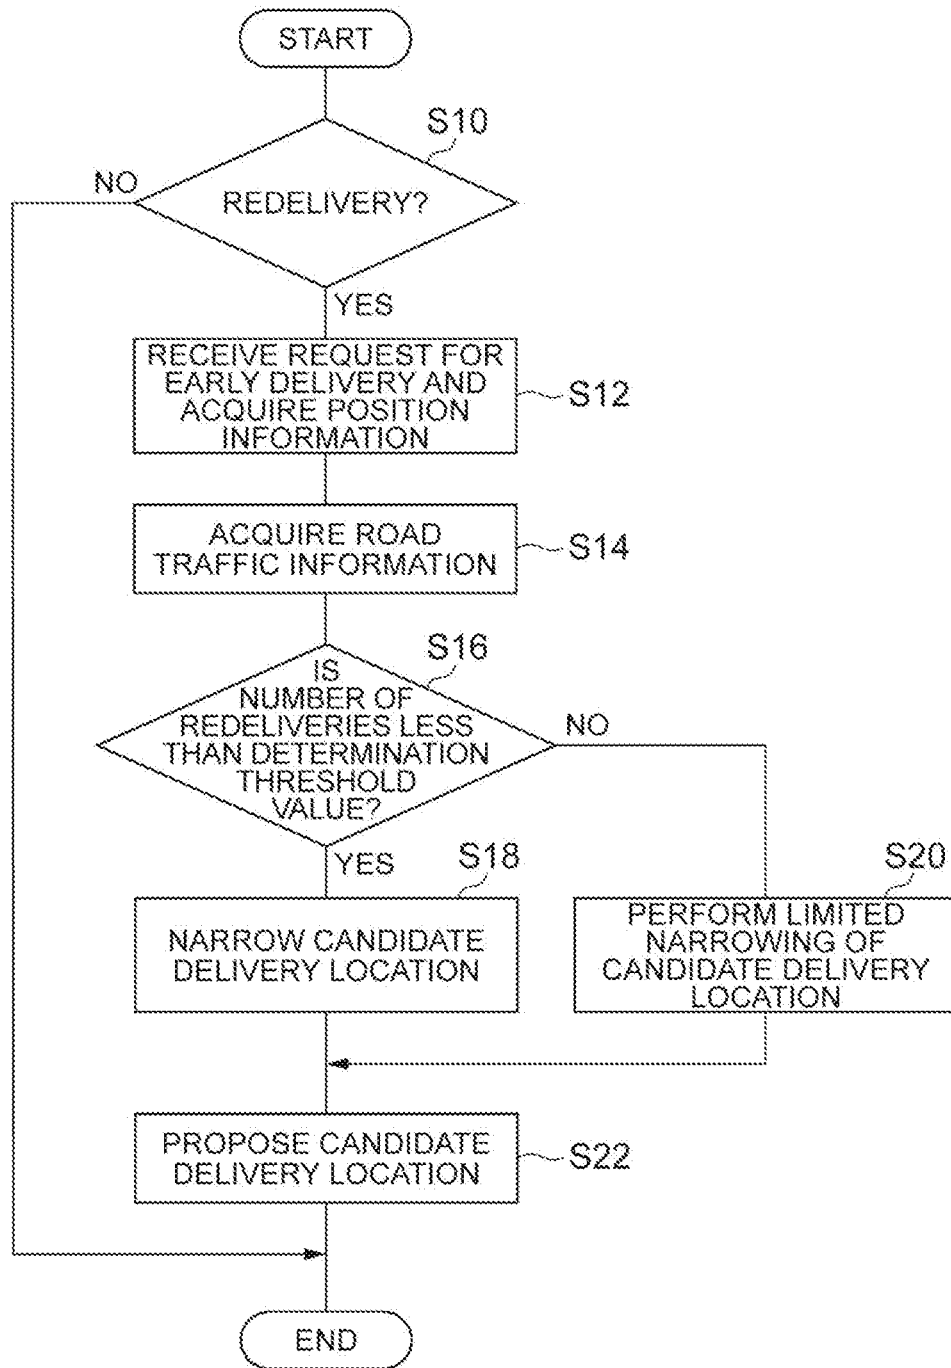 START
S10
NO
REDELIVERY?
YES
RECEIVE REQUEST FOR
EARLY DELIVERY AND
ACQUIRE POSITION
INFORMATION
S12
ACQUIRE ROAD
TRAFFIC INFORMATION
S14
S16
IS
NUMBER OF
REDELIVERIES LESS
THAN DETERMINATION
THRESHOLD
VALUE?
NO
YES
S18
NARROW CANDIDATE
DELIVERY LOCATION
S20
PERFORM LIMITED
NARROWING OF
CANDIDATE DELIVERY
LOCATION
PROPOSE CANDIDATE
DELIVERY LOCATION
S22
END